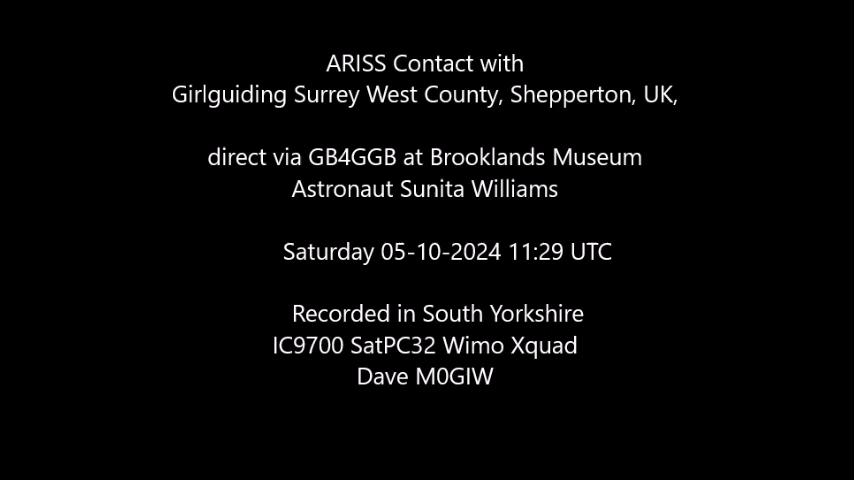 ARISS Contact with
Girlguiding Surrey West County, Shepperton, UK,
direct via GB4GGB at Brooklands Museum
Astronaut Sunita Williams
Saturday 05-10-2024 11:29 UTC
Recorded in South Yorkshire
IC9700 SatPC32 Wimo Xquad
Dave M0GIW